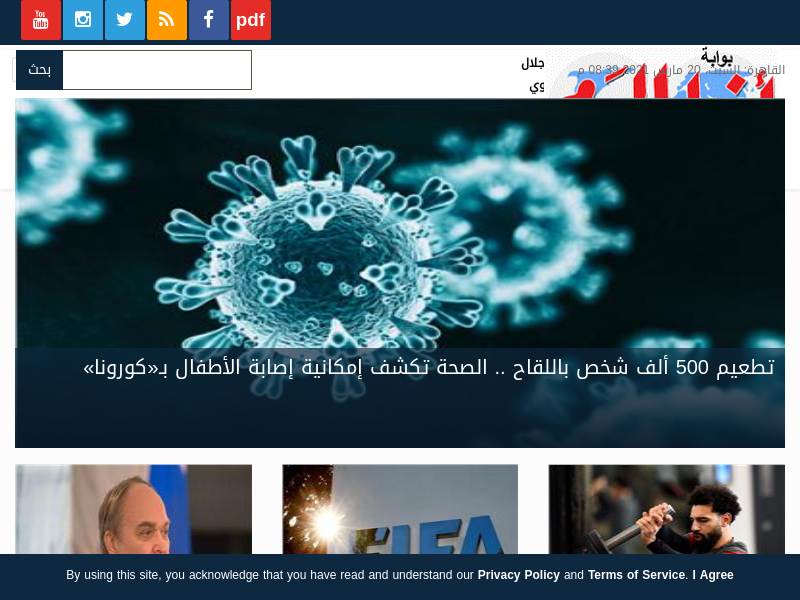 You Tube
pdf
بوابة
القاهرة: السبت، 20 مارس 2021 08:39 م
بحث
تطعيم 500 ألف شخص باللقاح .. الصحة تكشف إمكانية إصابة الأطفال بـ«كورونا»
FIFA
By using this site, you acknowledge that you have read and understand our Privacy Policy and Terms of Service. I Agree